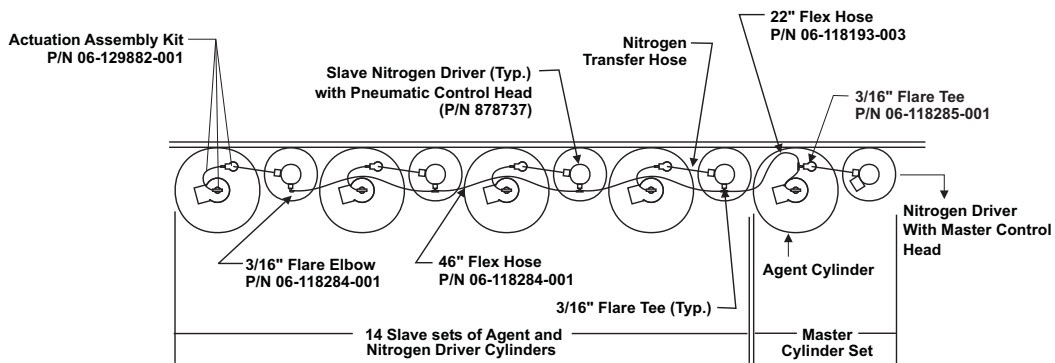 22" Flex Hose
P/N 06-118193-003
Actuation Assembly Kit
P/N 06-129882-001
Nitrogen
Transfer Hose
Slave Nitrogen Driver (Typ.)
with Pneumatic Control Head
(P/N 878737)
3/16" Flare Tee
P/N 06-118285-001
Nitrogen Driver
With Master Control
Head
3/16" Flare Elbow
P/N 06-118284-001
46" Flex Hose
P/N 06-118284-001
Agent Cylinder
3/16" Flare Tee (Typ.)
14 Slave sets of Agent and
Nitrogen Driver Cylinders
Master
Cylinder Set